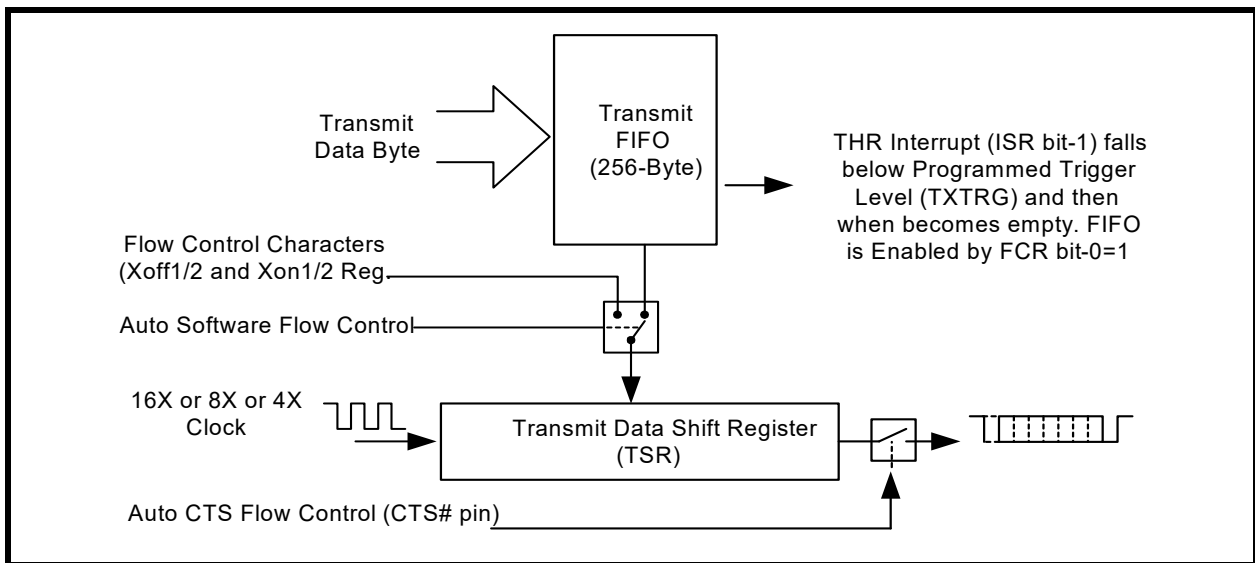 Transmit
Data Byte
Transmit
FIFO
(256-Byte)
THR Interrupt (ISR bit-1) falls
below Programmed Trigger
Level (TXTRG) and then
when becomes empty. FIFO
is Enabled by FCR bit-0=1
Flow Control Characters
(Xoff1/2 and Xon1/2 Reg.
Auto Software Flow Control
16X or 8X or 4X
Clock
Transmit Data Shift Register
(TSR)
Auto CTS Flow Control (CTS# pin)